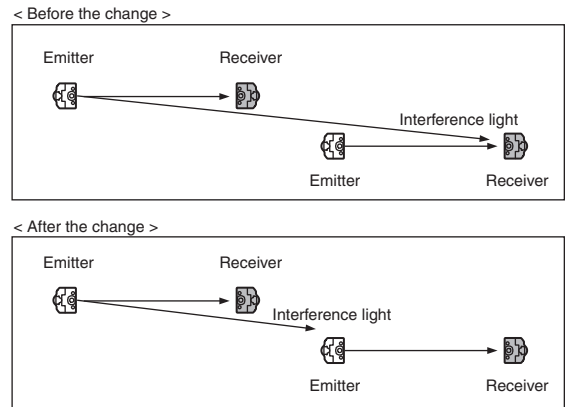 < Before the change >
Emitter Receiver
Interference light
Emitter Receiver
< After the change >
Emitter Receiver
Interference light
Emitter Receiver